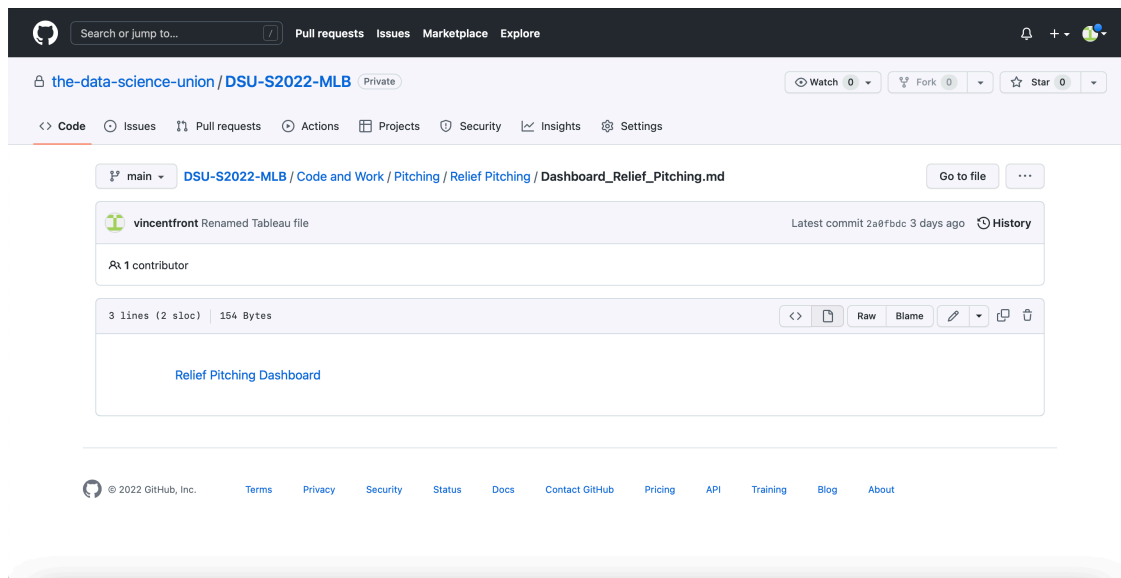 Search or jump to... / Pull requests Issues Marketplace Explore
the-data-science-union / DSU-S2022-MLB Private Watch 0 Fork 0 Star 0
Code Issues Pull requests Actions Projects Security Insights Settings
main DSU-S2022-MLB / Code and Work / Pitching / Relief Pitching / Dashboard_Relief_Pitching.md Go to file ...
vincentfront Renamed Tableau file Latest commit 2a0fbdc 3 days ago History
1 contributor
3 lines (2 sloc) 154 Bytes <> Raw Blame
Relief Pitching Dashboard
© 2022 GitHub, Inc. Terms Privacy Security Status Docs Contact GitHub Pricing API Training Blog About